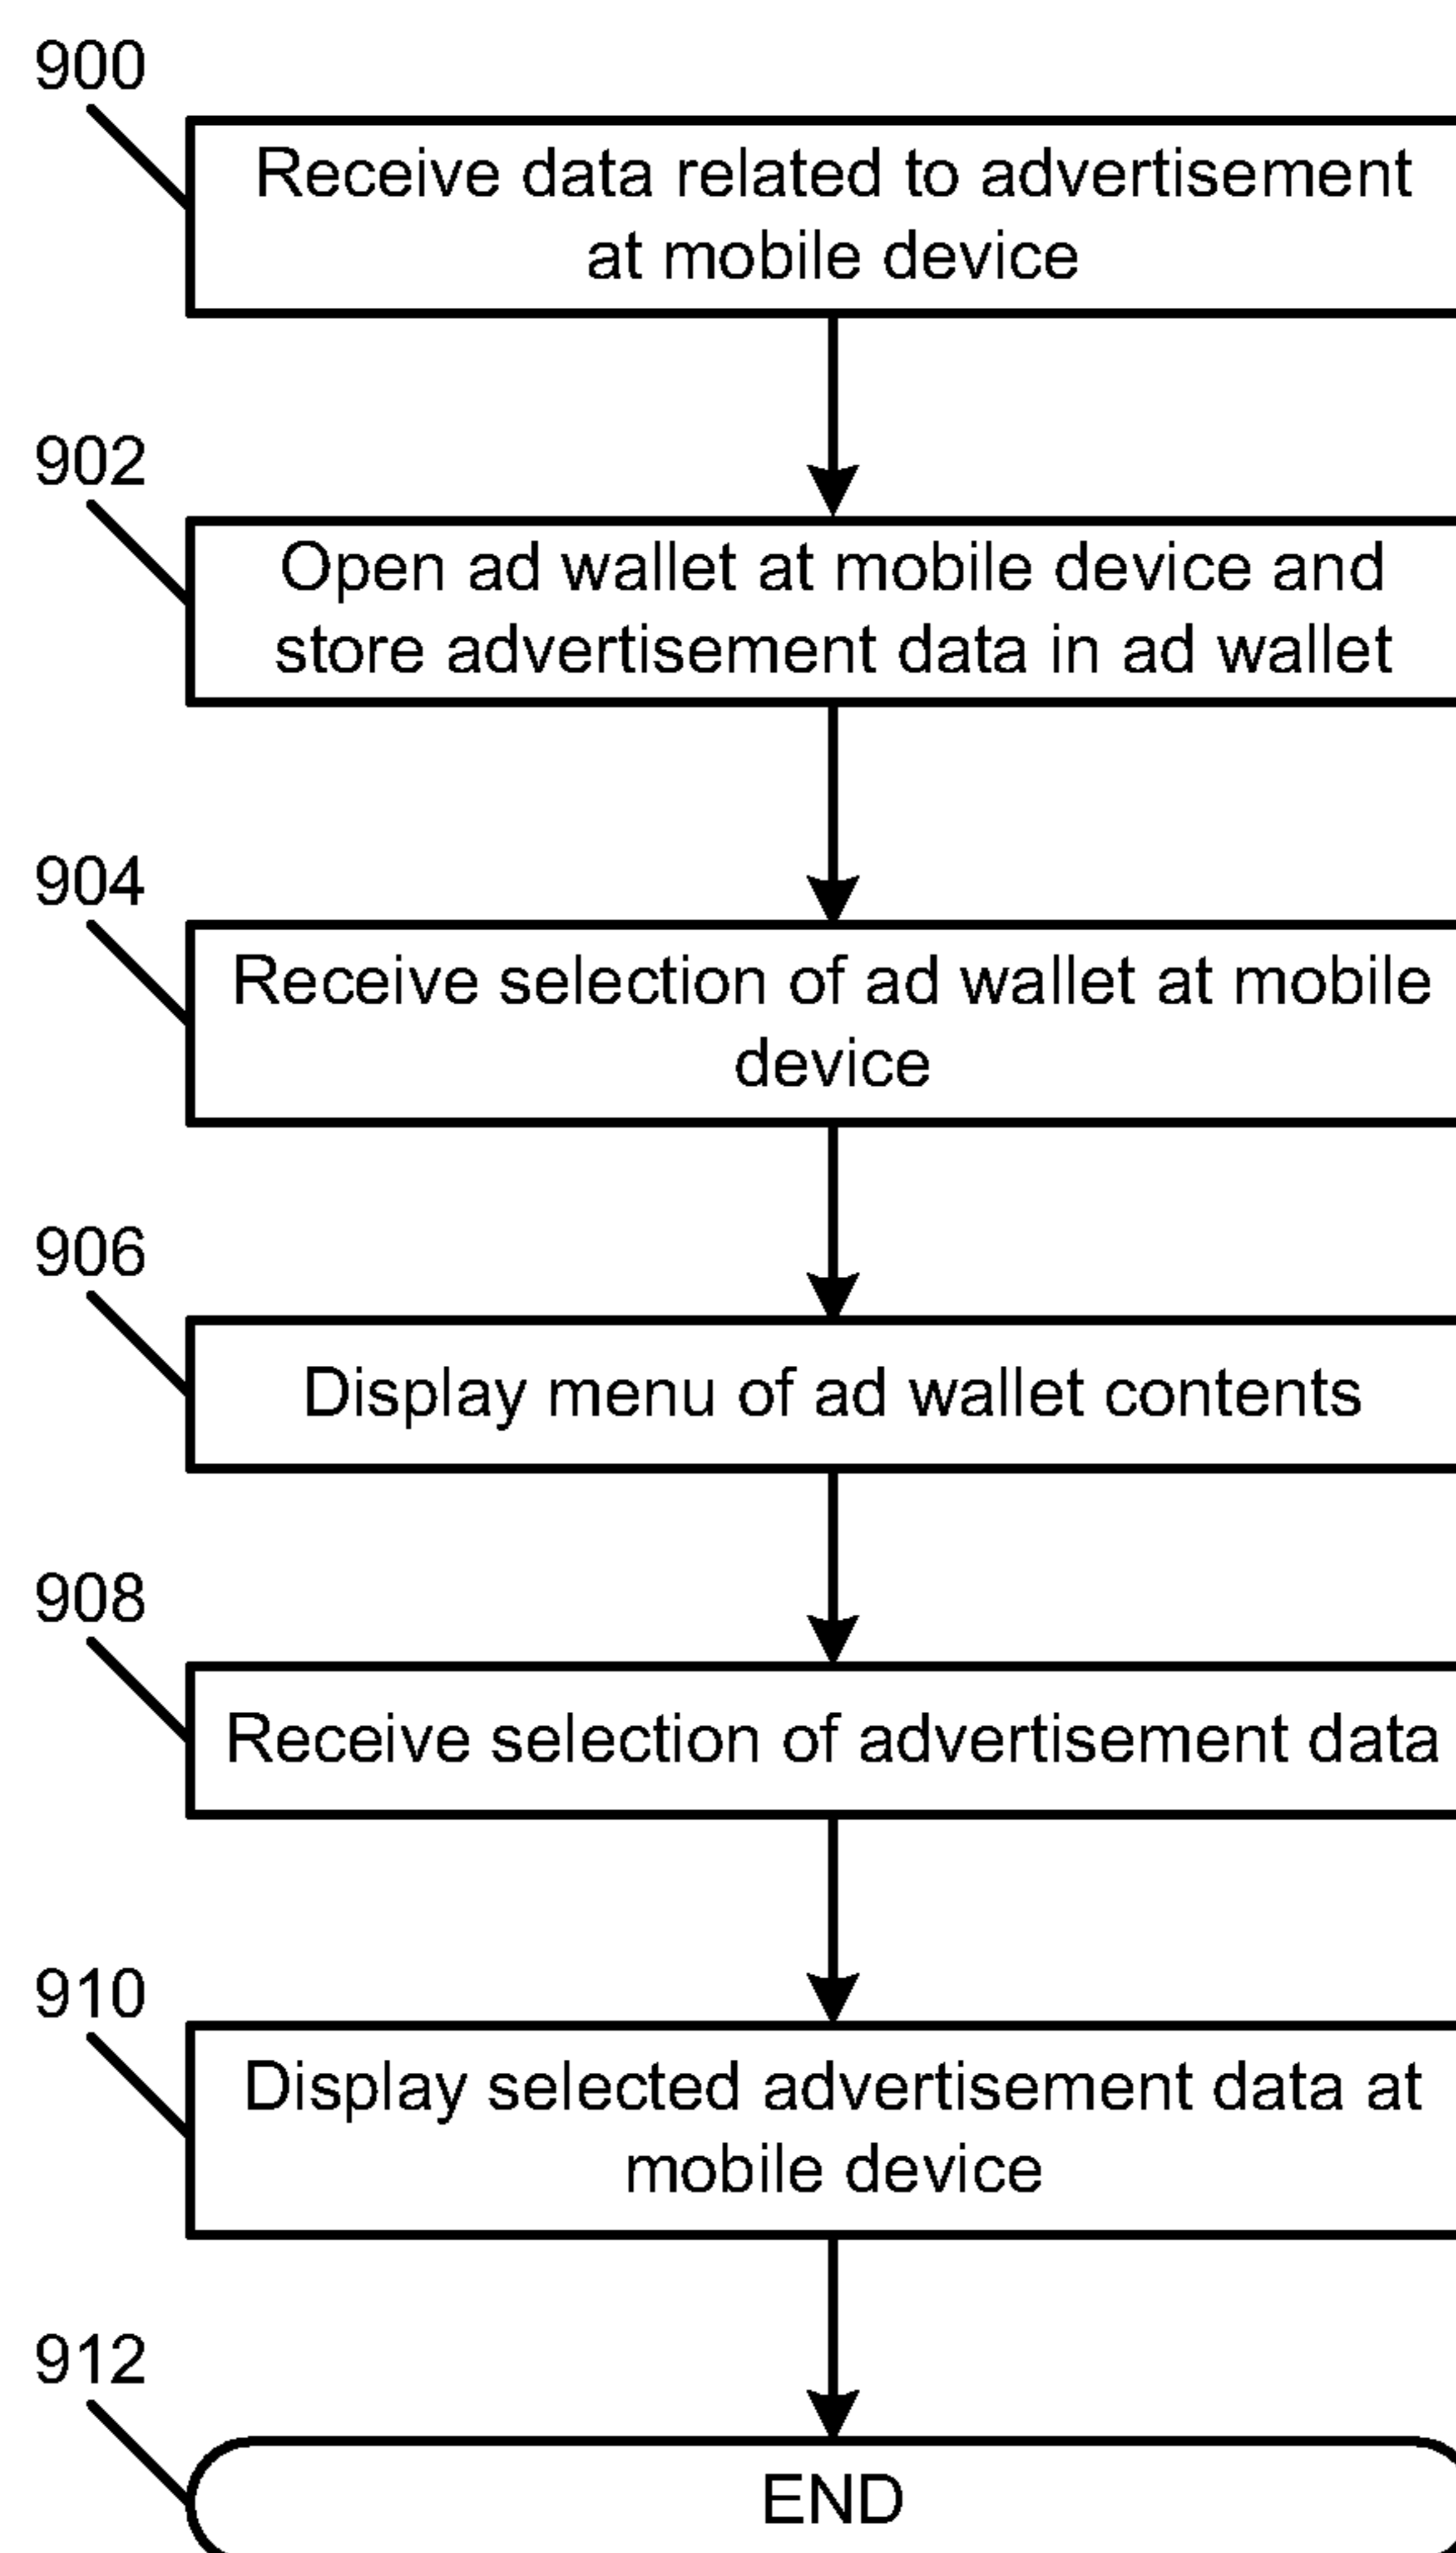 900
Receive data related to advertisement
at mobile device
902
Open ad wallet at mobile device and
store advertisement data in ad wallet
904
Receive selection of ad wallet at mobile
device
906
Display menu of ad wallet contents
908
Receive selection of advertisement data
910
Display selected advertisement data at
mobile device
912
END